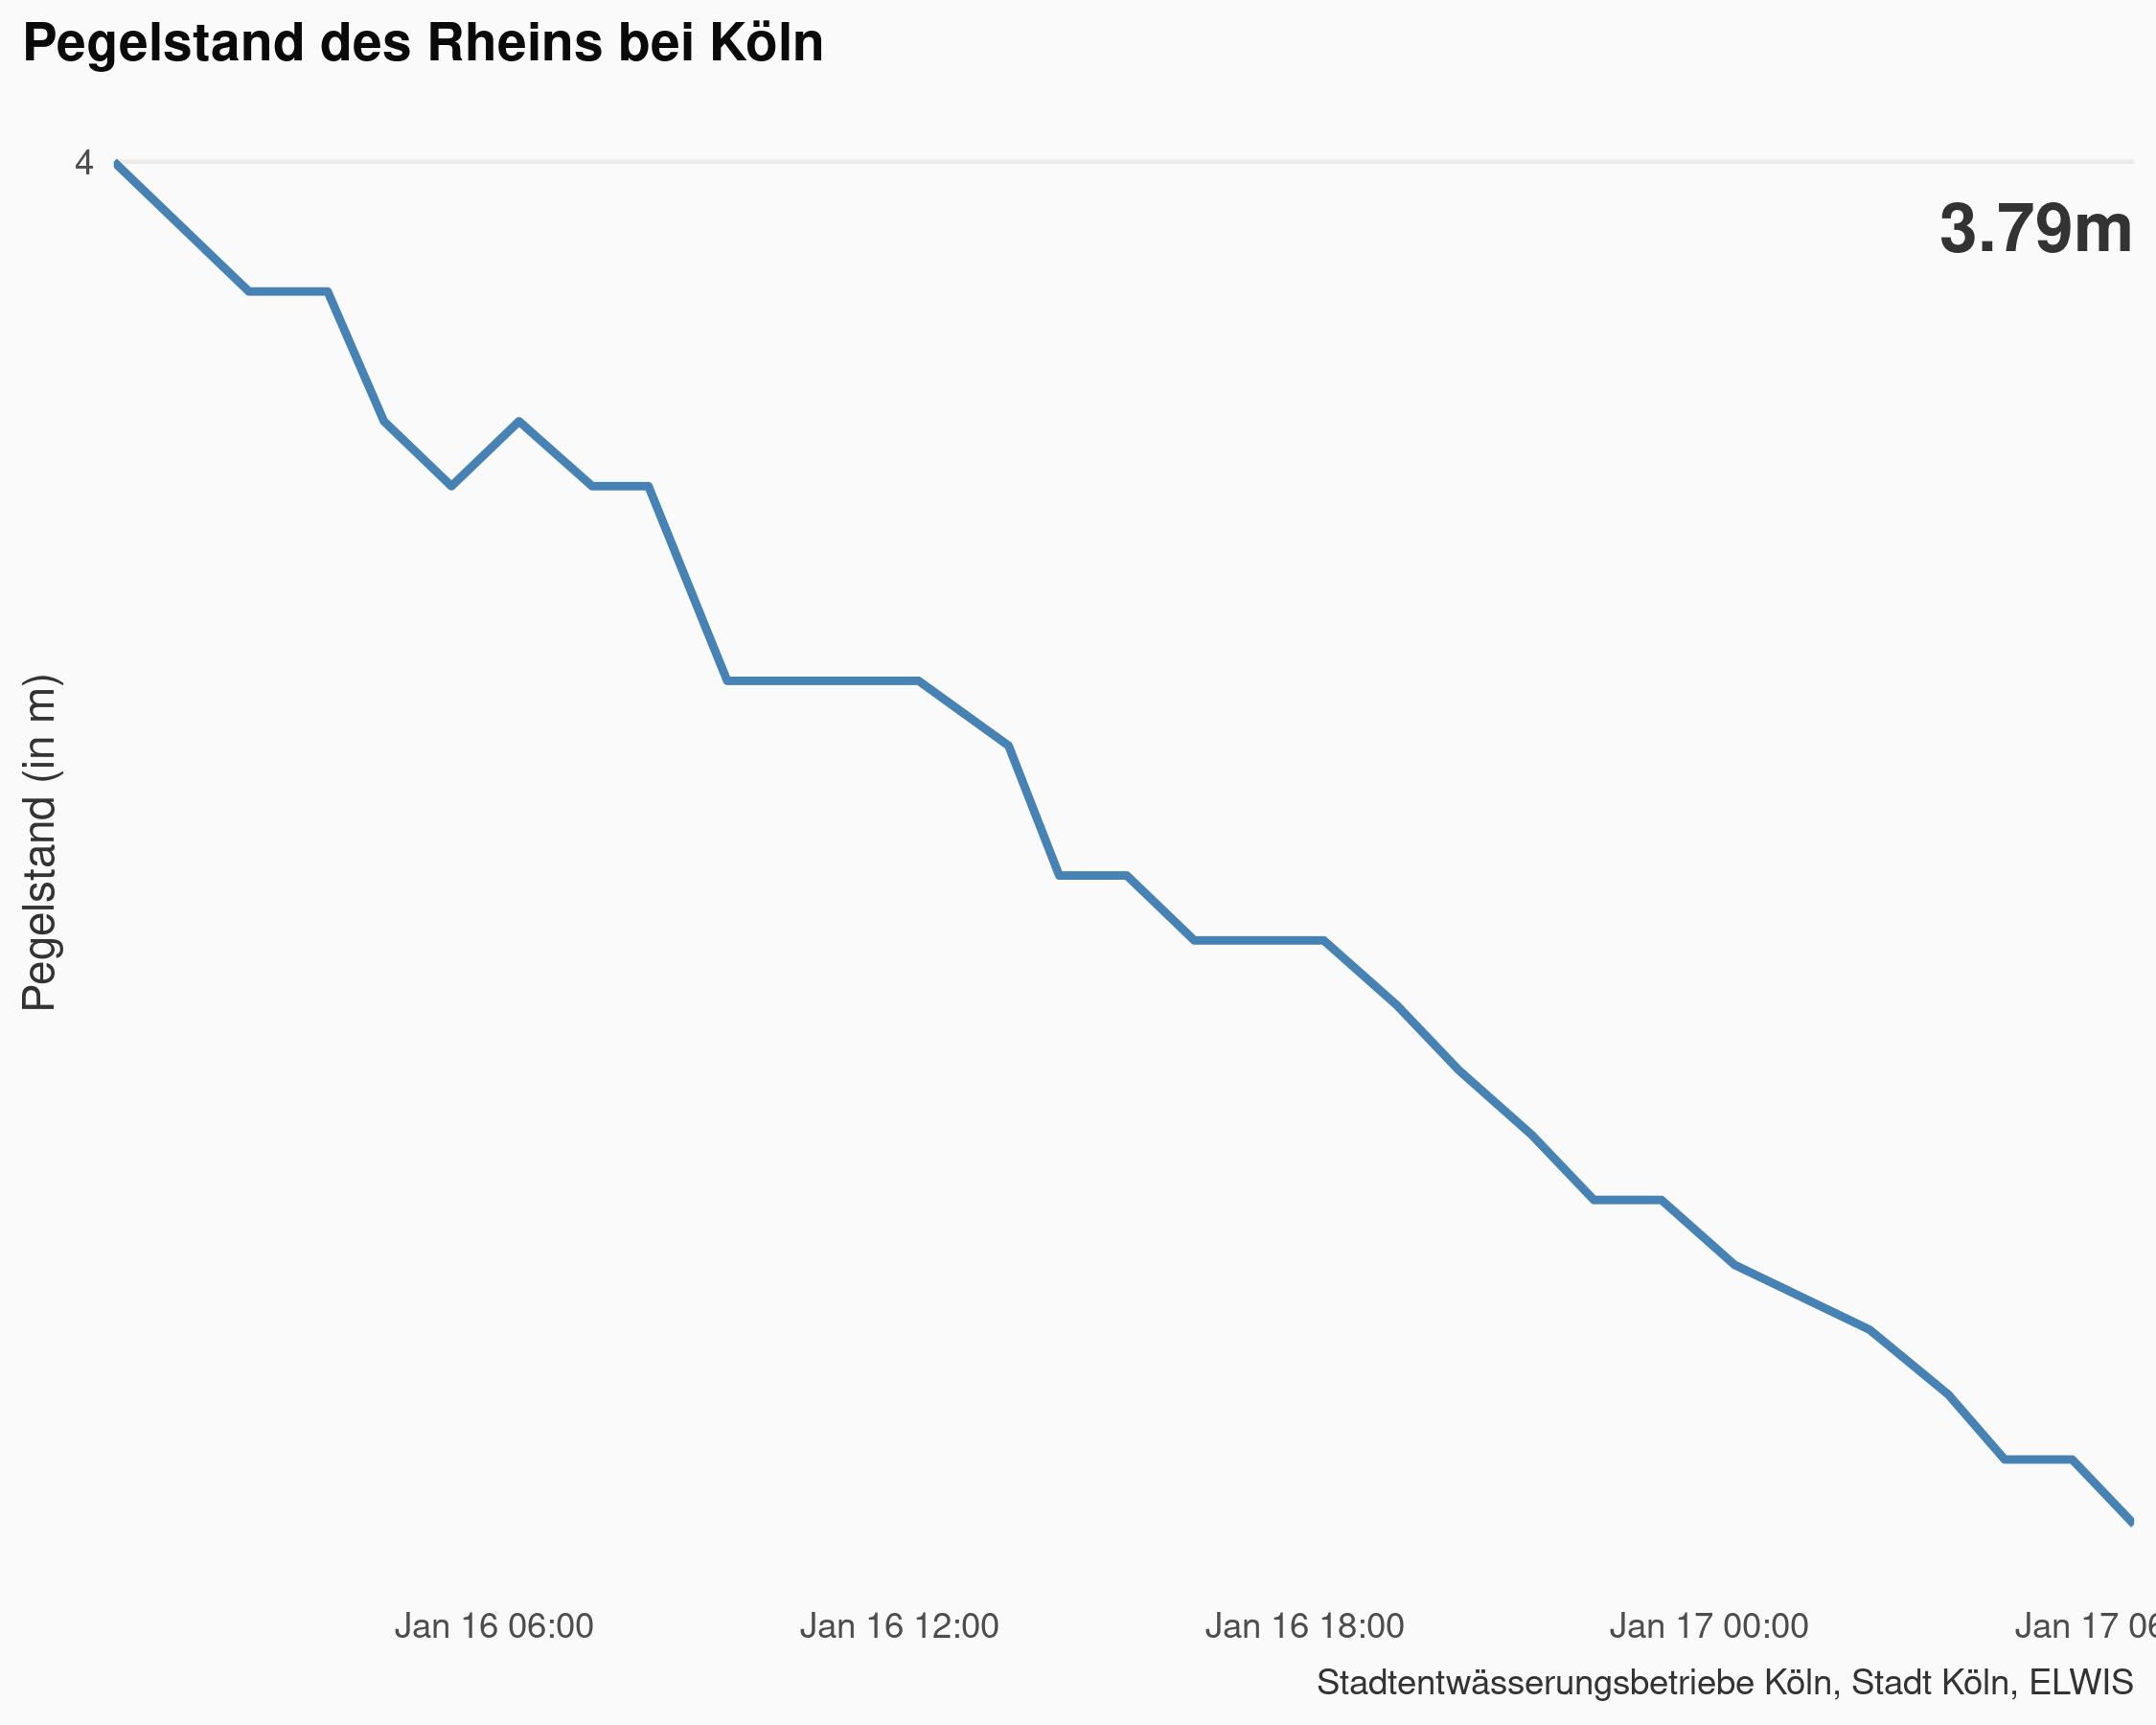 Pegelstand des Rheins bei Köln
4
3.79m
Pegelstand (in m)
Jan 16 06:00 Jan 16 12:00 Jan 16 18:00 Jan 17 00:00 Jan 17 06
Stadtentwässerungsbetriebe Köln, Stadt Köln, ELWIS